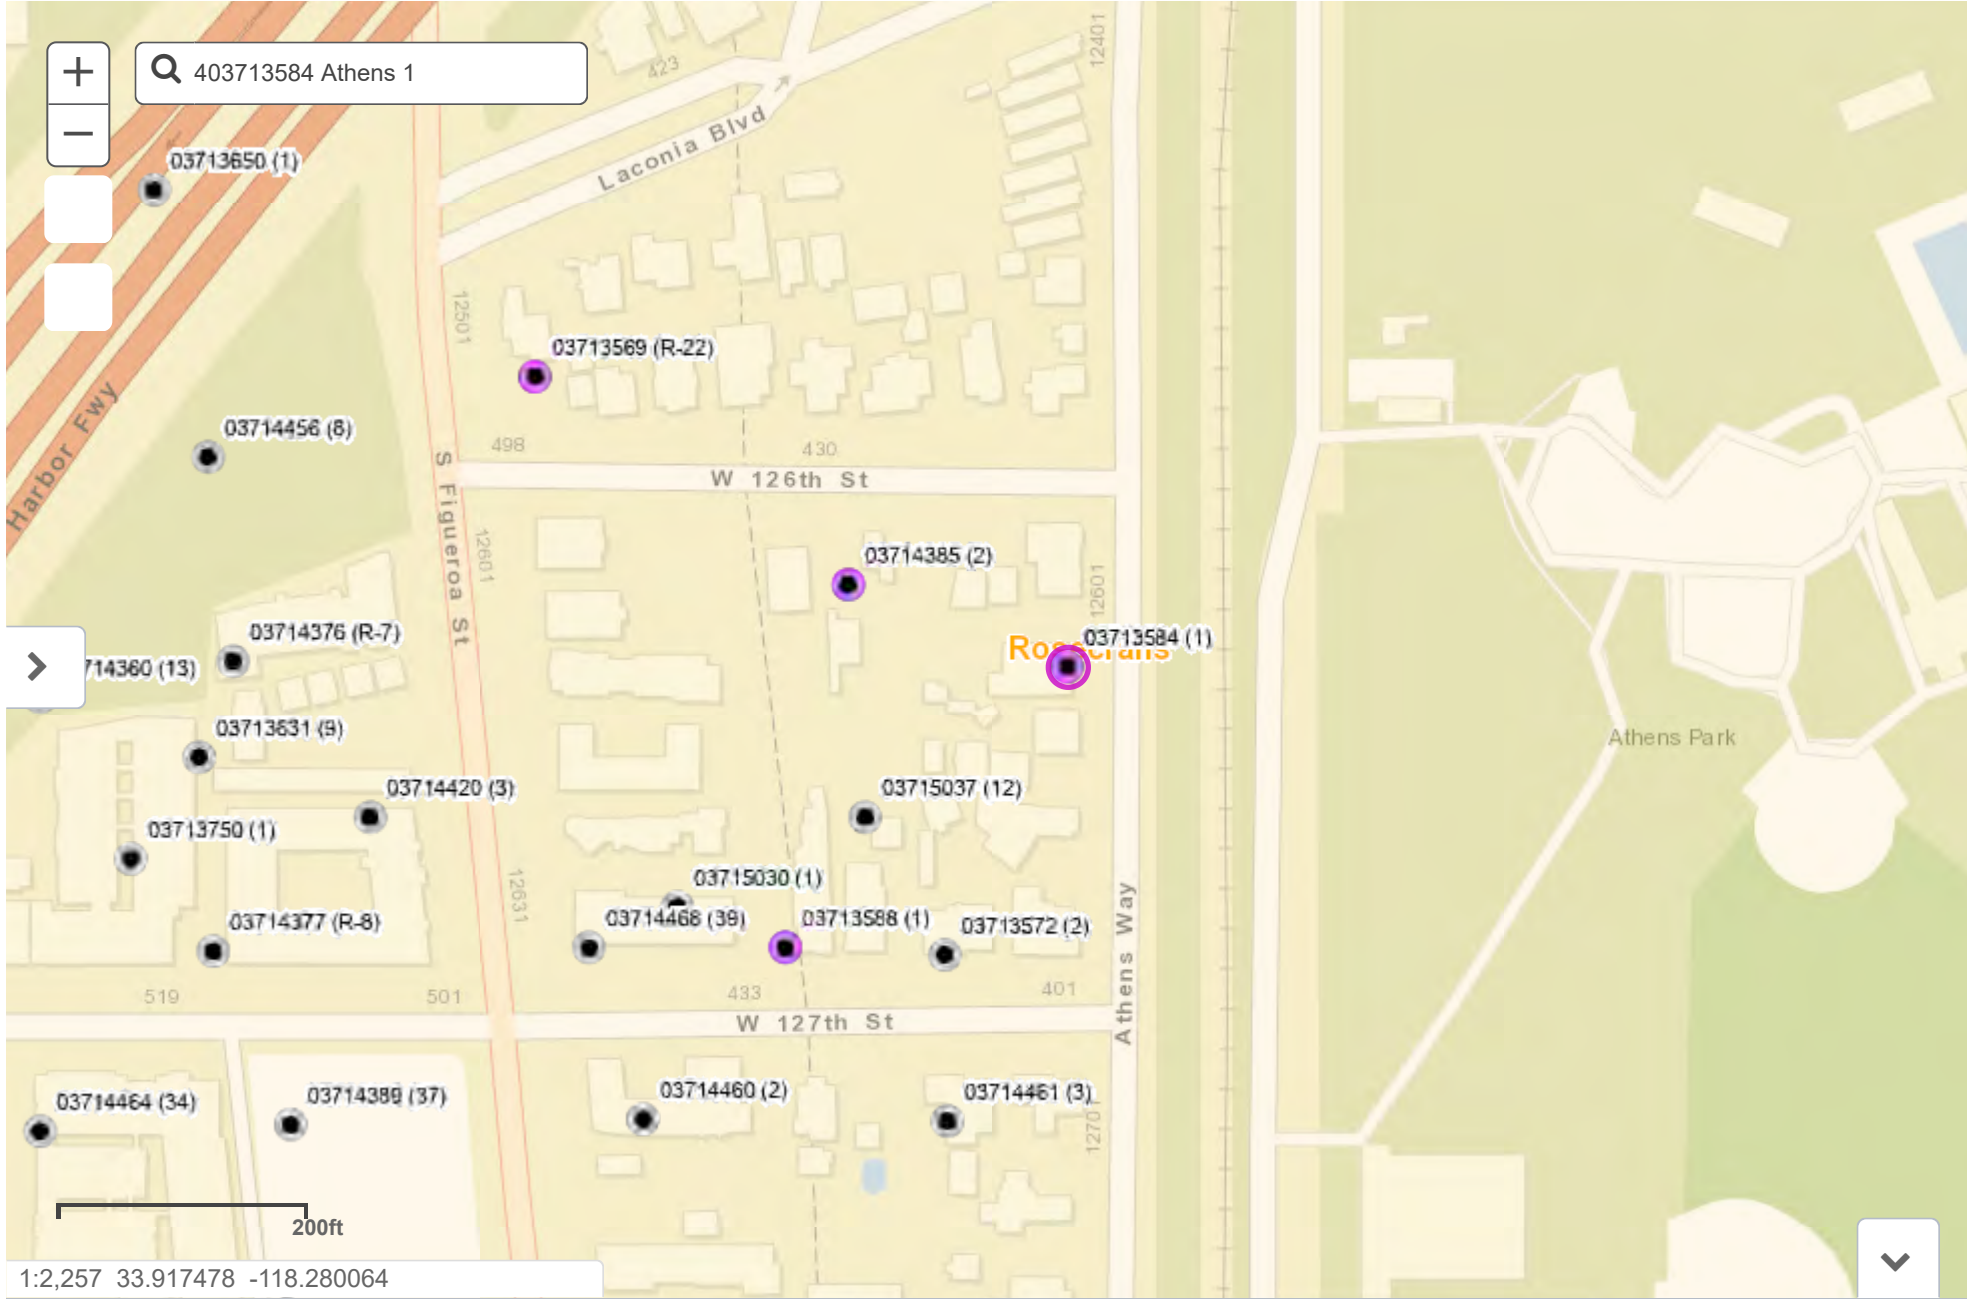 +
403713584 Athens 1
−
12401
423
Laconia Blvd
03713650 (1)
12501
03713569 (R-22)
Harbor Fwy
03714456 (8)
498
430
W 126th St
S Figueroa St
12601
03714385 (2)
12601
03714376 (R-7)
03713584 (1)
Rosecrans
714360 (13)
03713631 (9)
Athens Park
03714420 (3)
03715037 (12)
03713750 (1)
12631
03715030 (1)
03714468 (39)
03713588 (1)
03713572 (2)
03714377 (R-8)
Athens Way
519
501
433
401
W 127th St
03714464 (34)
03714389 (37)
03714460 (2)
03714461 (3)
12701
200ft
1:2,257 33.917478 -118.280064